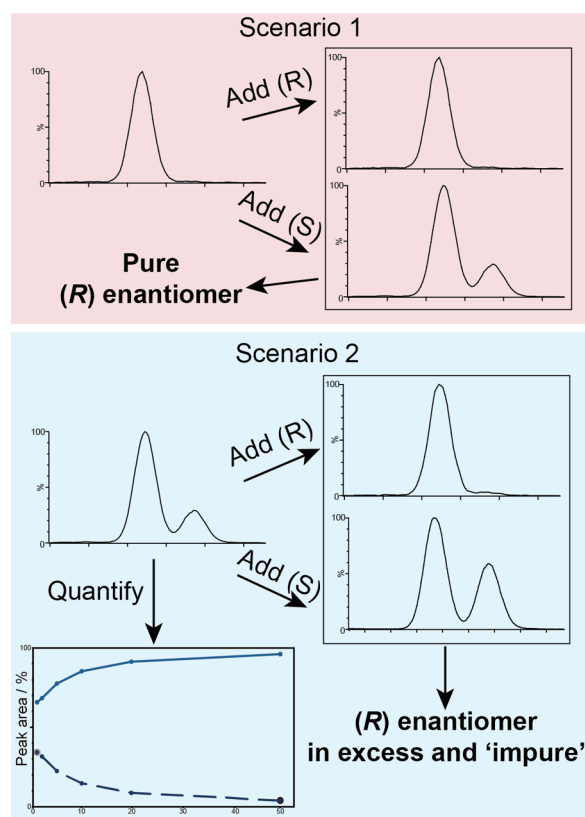 Scenario 1
100
%
0
Add (R)
100
%
0
Add (S)
100
%
0
Pure
(R) enantiomer
Scenario 2
100
%
0
Add (R)
100
%
0
Add (S)
100
%
0
Quantify
100
Peak area / %
0
0
10
20
30
40
50
(R) enantiomer
in excess and ‘impure’